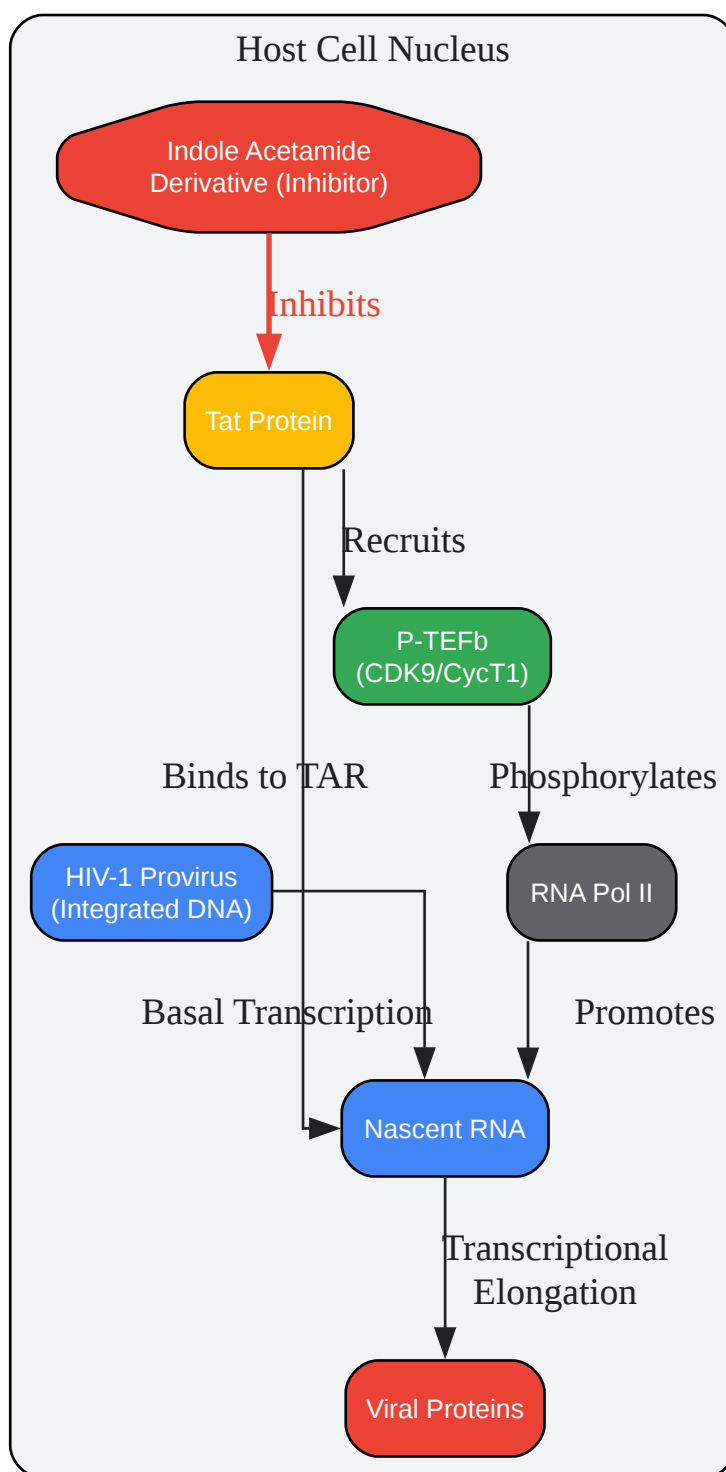 Host Cell Nucleus
Indole Acetamide
Derivative (Inhibitor)
Inhibits
Tat Protein
Recruits
P-TEFb
(CDK9/CycT1)
Binds to TAR
Phosphorylates
HIV-1 Provirus
(Integrated DNA)
RNA Pol II
Basal Transcription
Promotes
Nascent RNA
Transcriptional
Elongation
Viral Proteins